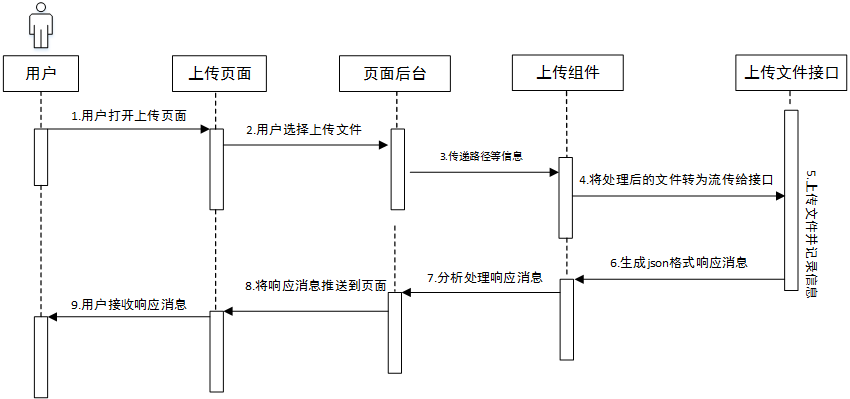 用户
上传页面
页面后台
上传组件
上传文件接口
1.用户打开上传页面
2.用户选择上传文件
3.传递路径等信息
4.将处理后的文件转为流传给接口
5.上传文件并记录信息
6.生成json格式响应消息
7.分析处理响应消息
8.将响应消息推送到页面
9.用户接收响应消息